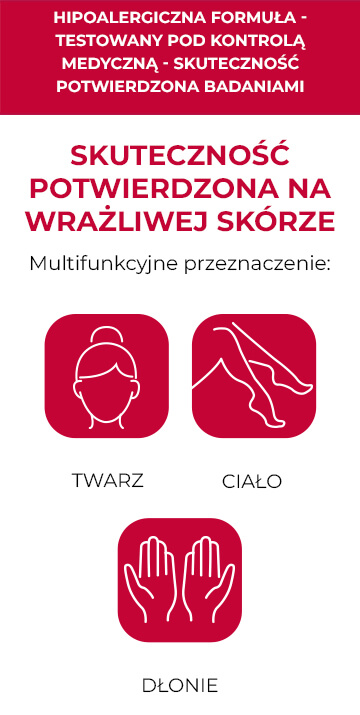 HIPOALERGICZNA FORMUŁA -
TESTOWANY POD KONTROLĄ
MEDYCZNĄ - SKUTECZNOŚĆ
POTWIERDZONA BADANIAMI
SKUTECZNOŚĆ
POTWIERDZONA NA
WRAŻLIWEJ SKÓRZE
Multifunkcyjne przeznaczenie:
TWARZ
CIAŁO
DŁONIE